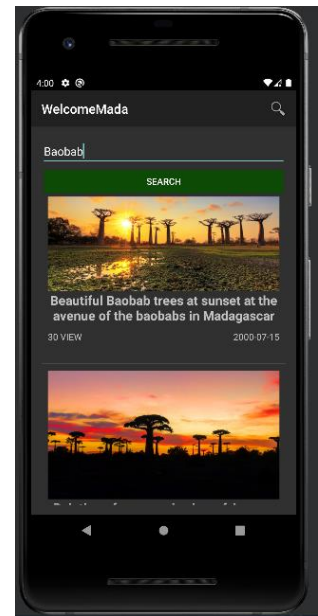 4:00
WelcomeMada
Baobab
SEARCH
Beautiful Baobab trees at sunset at the
avenue of the baobabs in Madagascar
30 VIEW 2000-07-15